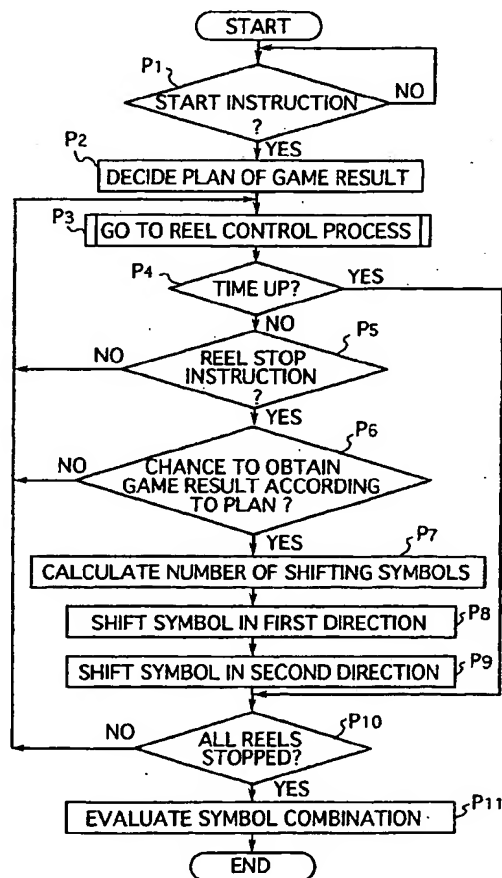 START
P1
START INSTRUCTION
?
NO
YES
P2
DECIDE PLAN OF GAME RESULT
P3
GO TO REEL CONTROL PROCESS
P4
TIME UP?
YES
NO
P5
REEL STOP
INSTRUCTION
?
NO
YES
P6
CHANCE TO OBTAIN
GAME RESULT ACCORDING
TO PLAN ?
NO
YES
P7
CALCULATE NUMBER OF SHIFTING SYMBOLS
SHIFT SYMBOL IN FIRST DIRECTION
P8
SHIFT SYMBOL IN SECOND DIRECTION
P9
P10
NO
ALL REELS
STOPPED?
YES
P11
EVALUATE SYMBOL COMBINATION
END